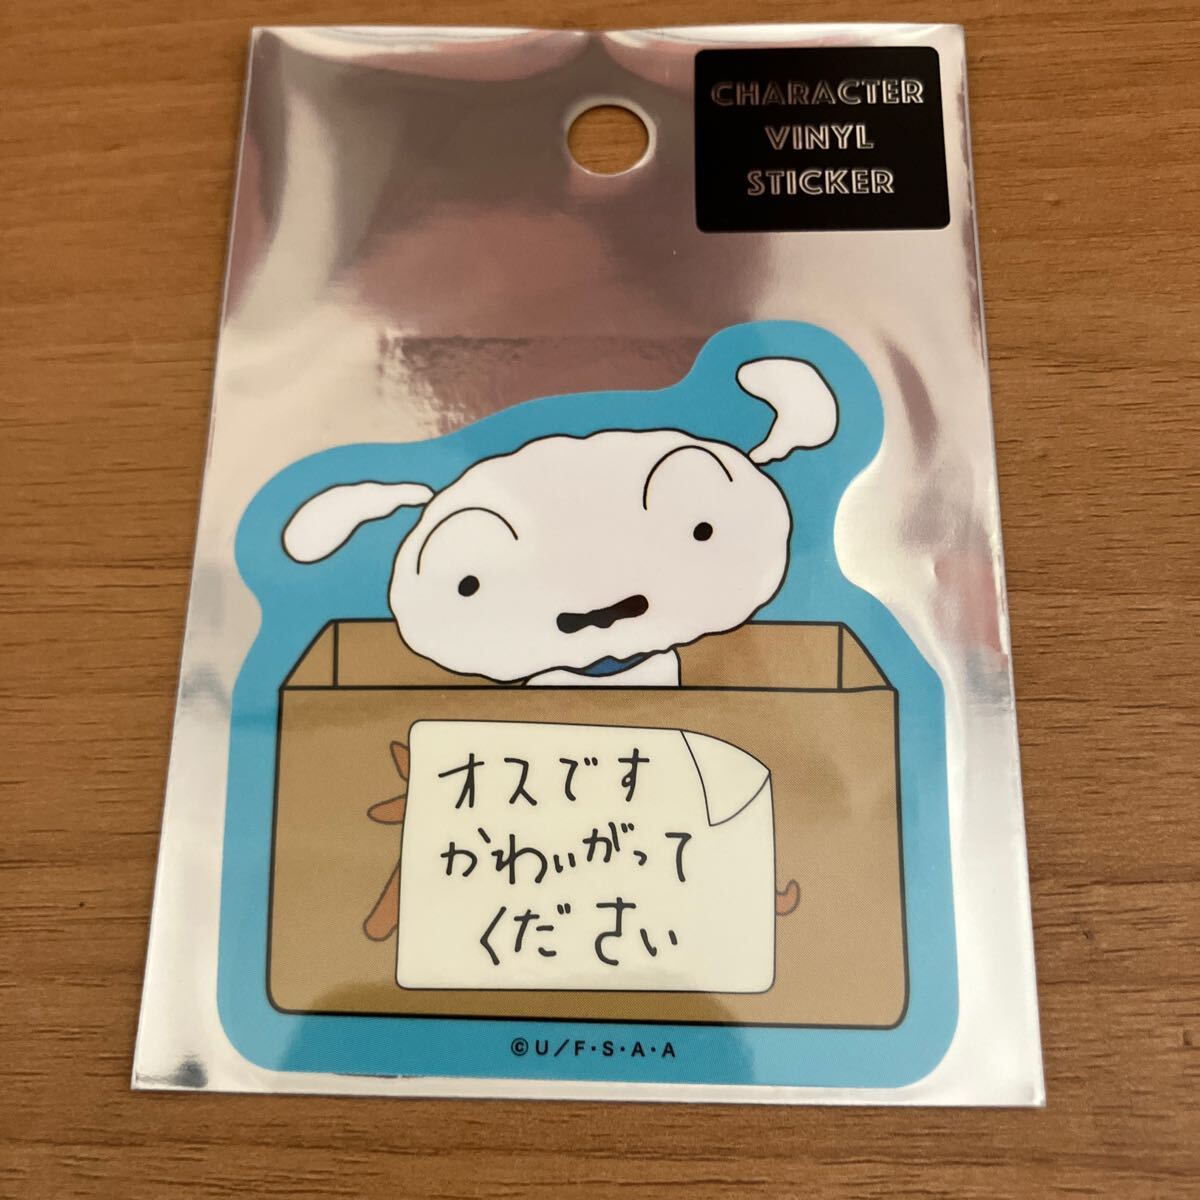 CHARACTER
VINYL
STICKER
オスです
かわいがって
ください
©U/F・S・A・A